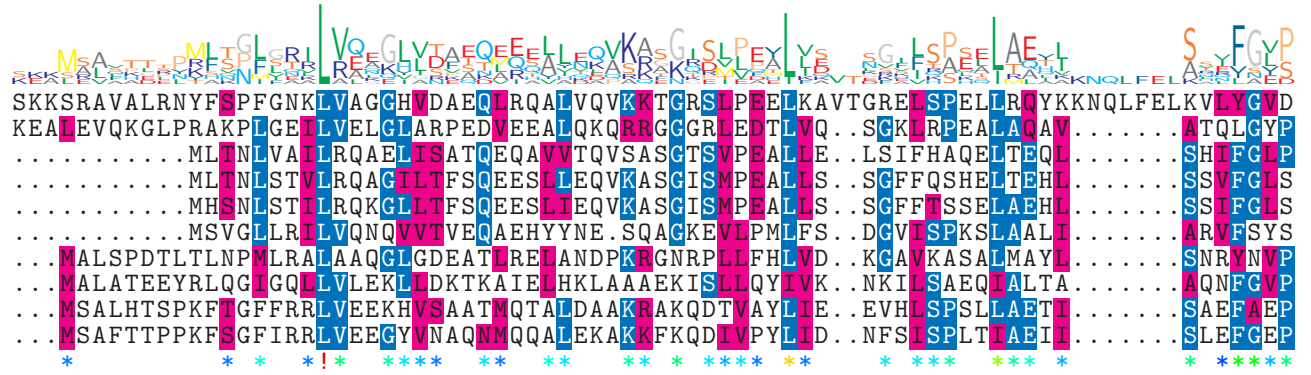 SKKSRAVALRNYFSPFGNKLVAGGHVDAEQLRQALVQVKKTGRSLPEELKAVTGRELSPELLRQYKKNQLFELKVLYGVD
KEALEVQKGLPRAKPLGEILVELGLARPEDVEEALQKQRRGGGRLEDTLVQ..SGKLRPEALAQAV.......ATQLGYP
...........MLTNLVAILRQAELISATQEQAVVTQVSASGTSVPEALLE..LSIFHAQELTEQL.......SHIFGLP
...........MLTNLSTVLRQAGILTFSQEESLLEQVKASGISMPEALLS..SGFFQSHELTEHL.......SSVFGLS
...........MHSNLSTILRQKGLLTFSQEESLIEQVKASGISMPEALLS..SGFFTSSELAEHL.......SSIFGLS
...........MSVGLLRILVQNQVVTVEQAEHYYNE.SQAGKEVLPMLFS..DGVISPKSLAALI.......ARVFSYS
...MALSPDTLTLNPMLRALAAQGLGDEATLRELANDPKRGNRPLLFHLVD..KGAVKASALMAYL.......SNRYNVP
...MALATEEYRLQGIGQLLVLEKLLDKTKAIELHKLAAAEKISLLQYIVK..NKILSAEQIALTA.......AQNFGVP
...MSALHTSPKFTGFFRRLVEEKHVSAATMQTALDAAKRAKQDTVAYLIE..EVHLSPSLLAETI.......SAEFAEP
...MSAFTTPPKFSGFIRRLVEEGYVNAQNMQQALEKAKKFKQDIVPYLID..NFSISPLTIAEII.......SLEFGEP